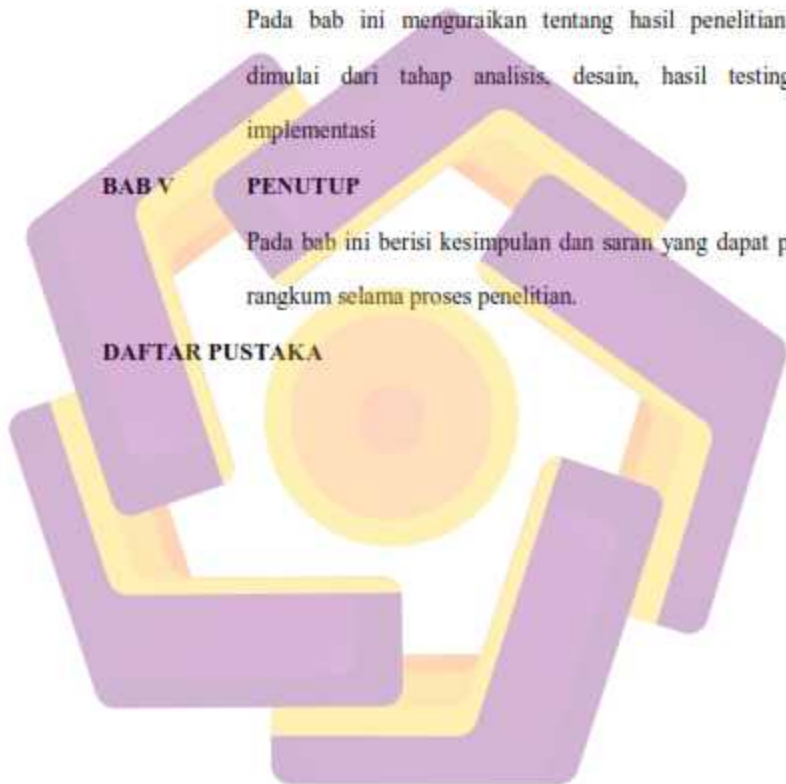 Pada bab ini menguraikan tentang hasil penelitian
dimulai dari tahap analisis, desain, hasil testing
implementasi
BAB V PENUTUP
Pada bab ini berisi kesimpulan dan saran yang dapat p
rangkum selama proses penelitian.
DAFTAR PUSTAKA